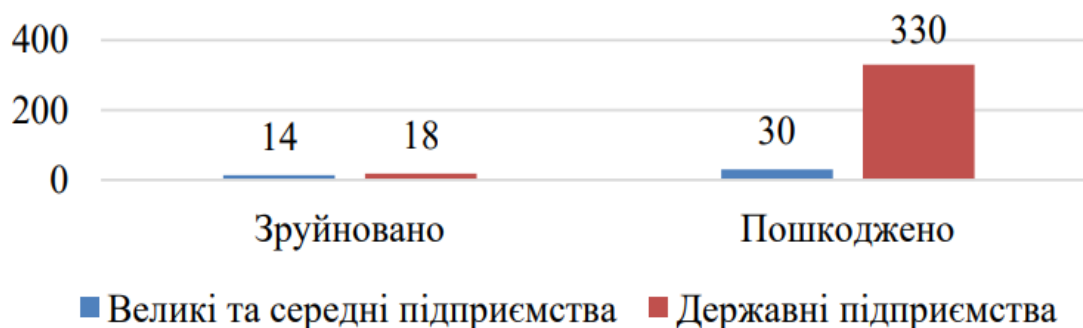 400
200
0
14
18
30
330
Зруйновано
Пошкоджено
Великі та середні підприємства
Державні підприємства